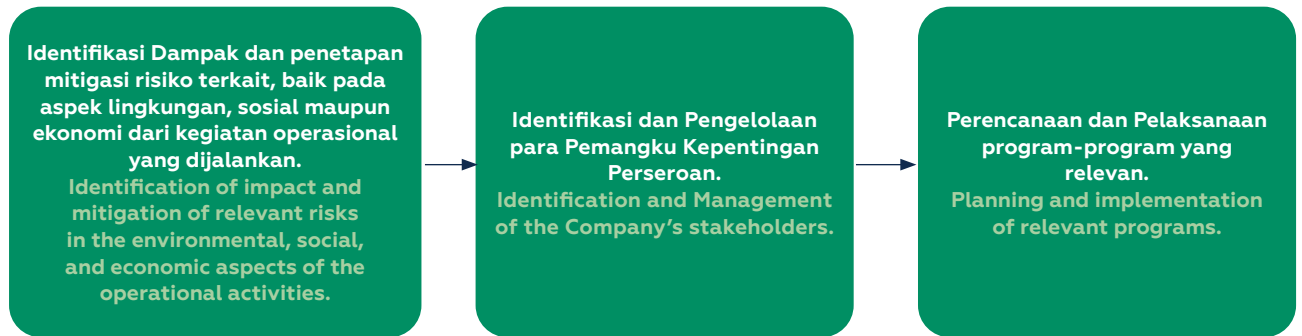 Identifikasi Dampak dan penetapan
mitigasi risiko terkait, baik pada
aspek lingkungan, sosial maupun
ekonomi dari kegiatan operasional
yang dijalankan.
Identification of impact and
mitigation of relevant risks
in the environmental, social,
and economic aspects of the
operational activities.
Identifikasi dan Pengelolaan
para Pemangku Kepentingan
Perseroan.
Identification and Management
of the Company’s stakeholders.
Perencanaan dan Pelaksanaan
program-program yang
relevan.
Planning and implementation
of relevant programs.